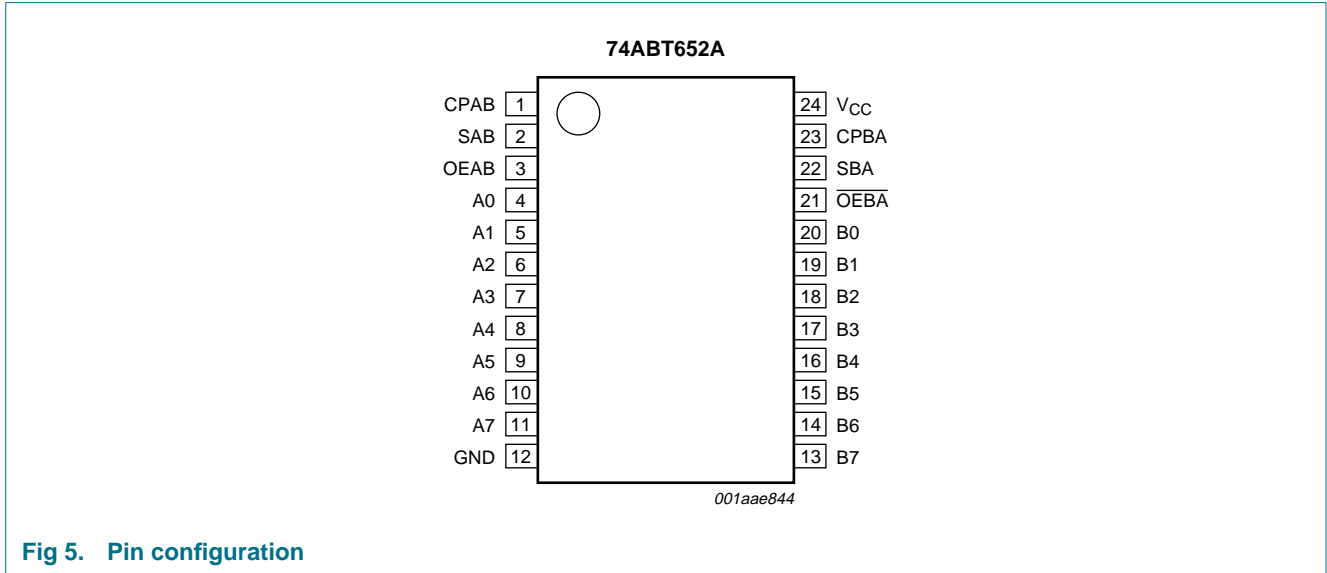 74ABT652A
CPAB 1 24 VCC
SAB 2 23 CPBA
OEAB 3 22 SBA
A0 4 21 O̅E̅B̅A̅
A1 5 20 B0
A2 6 19 B1
A3 7 18 B2
A4 8 17 B3
A5 9 16 B4
A6 10 15 B5
A7 11 14 B6
GND 12 13 B7
001aae844
Fig 5. Pin configuration